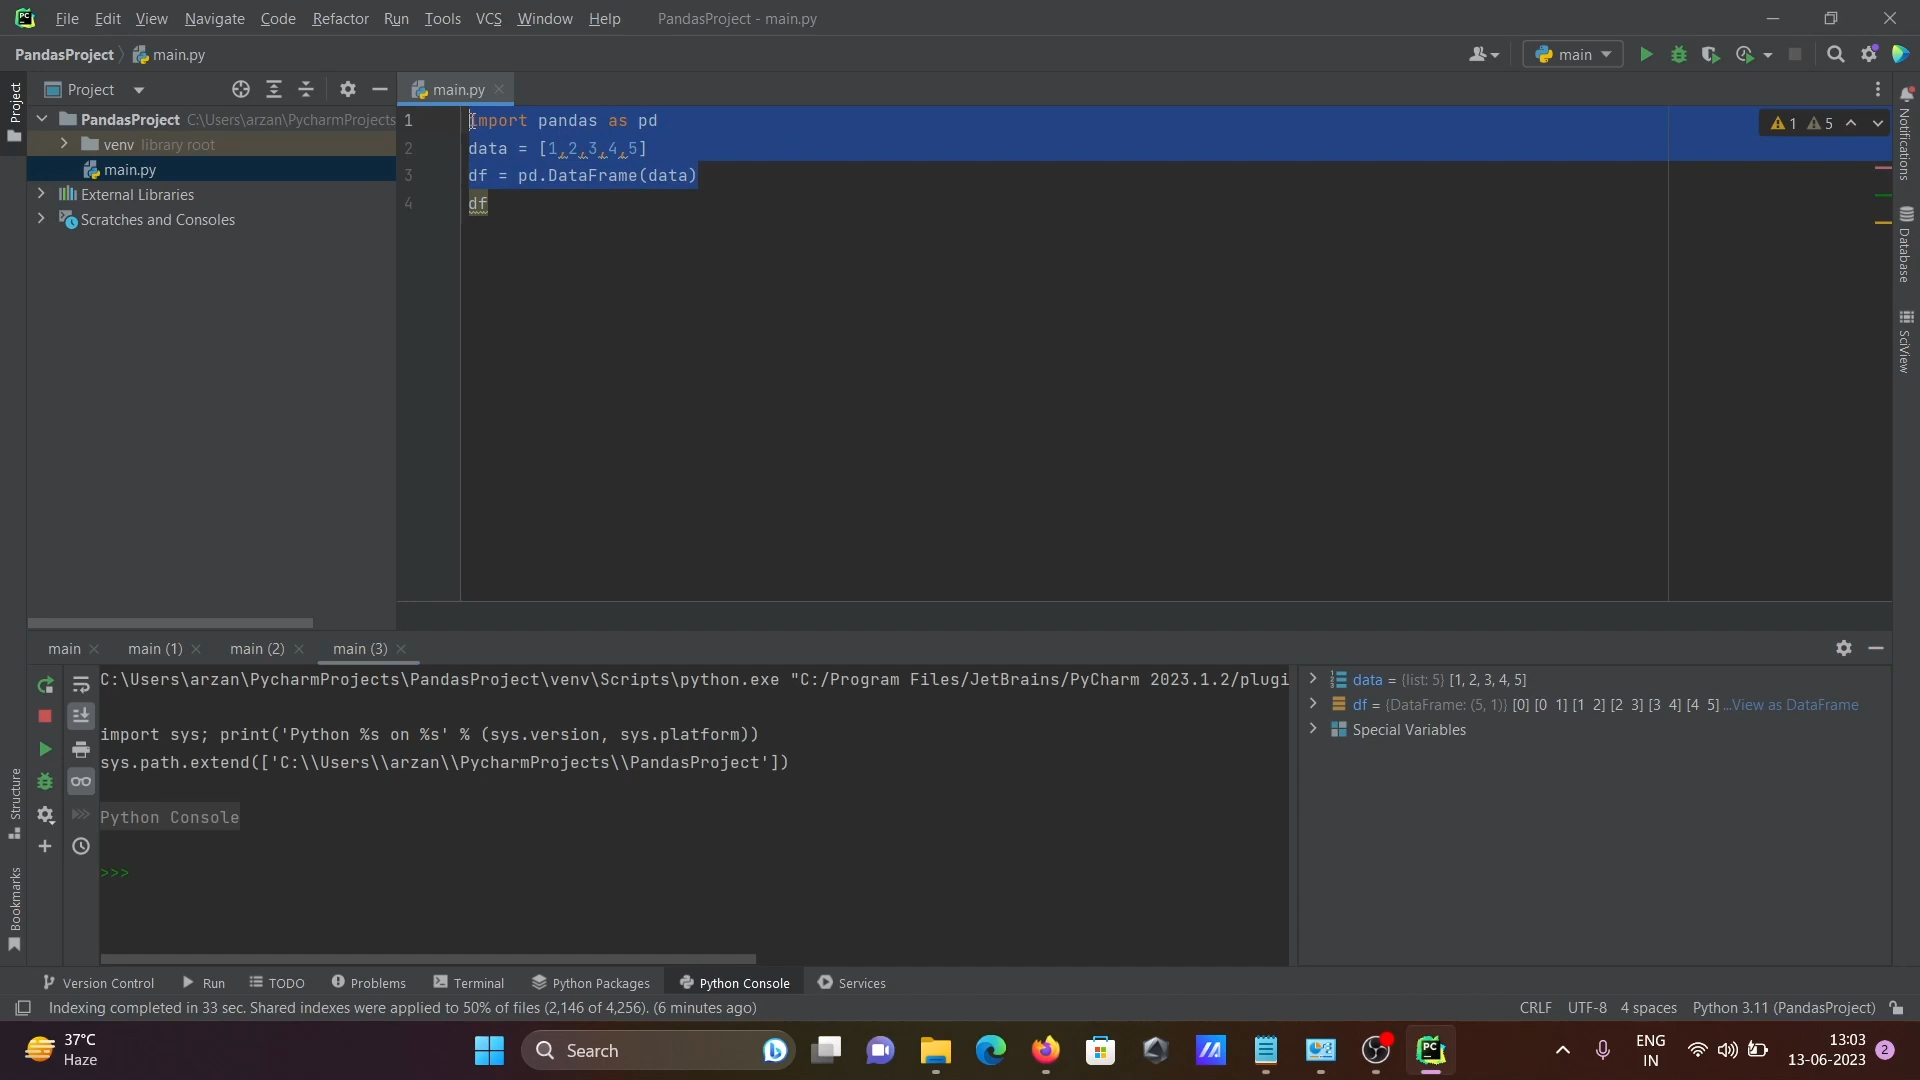 PC File Edit View Navigate Code Refactor Run Tools VCS Window Help PandasProject - main.py
PandasProject main.py main
Project main.py
Project
PandasProject C:\Users\arzan\PycharmProjects
venv library root
main.py
External Libraries
Scratches and Consoles
1 import pandas as pd
2 data = [1,2,3,4,5]
3 df = pd.DataFrame(data)
4 df
1 5
Notifications
Database
SciView
main main (1) main (2) main (3)
C:\Users\arzan\PycharmProjects\PandasProject\venv\Scripts\python.exe "C:/Program Files/JetBrains/PyCharm 2023.1.2/plugi
import sys; print('Python %s on %s' % (sys.version, sys.platform))
sys.path.extend(['C:\\Users\\arzan\\PycharmProjects\\PandasProject'])
Python Console
>>>
data = {list: 5} [1, 2, 3, 4, 5]
df = {DataFrame: (5, 1)} [0] [0 1] [1 2] [2 3] [3 4] [4 5] ...View as DataFrame
Special Variables
Structure
Bookmarks
Version Control Run TODO Problems Terminal Python Packages Python Console Services
Indexing completed in 33 sec. Shared indexes were applied to 50% of files (2,146 of 4,256). (6 minutes ago) CRLF UTF-8 4 spaces Python 3.11 (PandasProject)
37°C
Haze
Search
PC
ENG
IN
13:03
13-06-2023
2